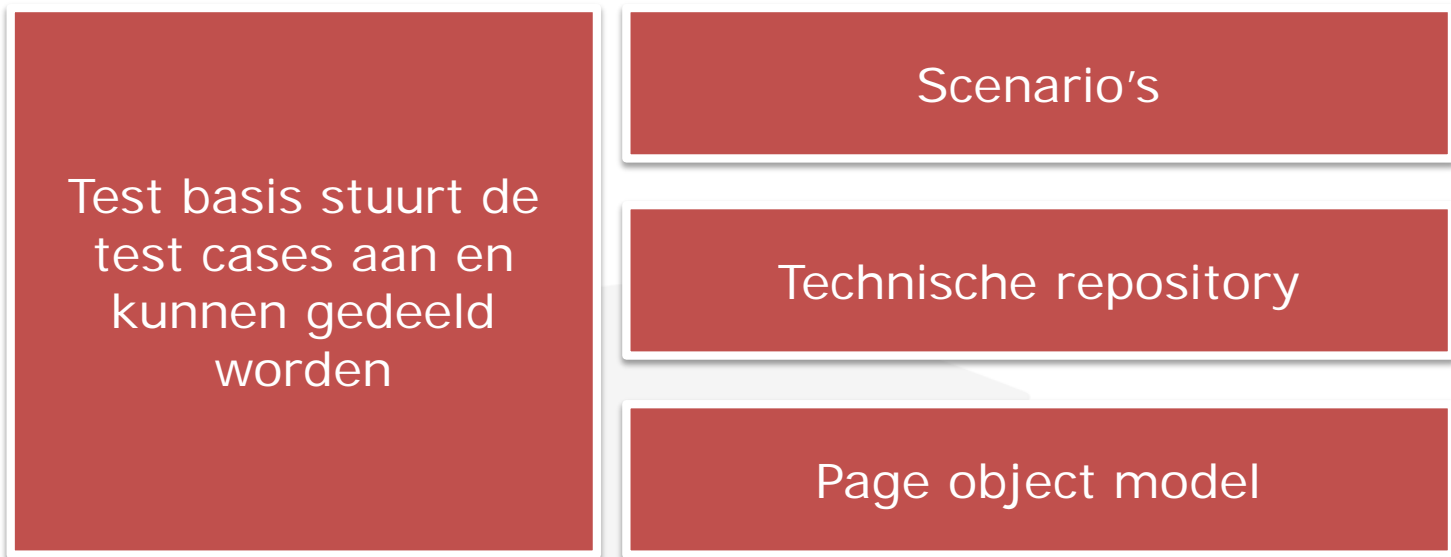 Test basis stuurt de
test cases aan en
kunnen gedeeld
worden
Scenario’s
Technische repository
Page object model